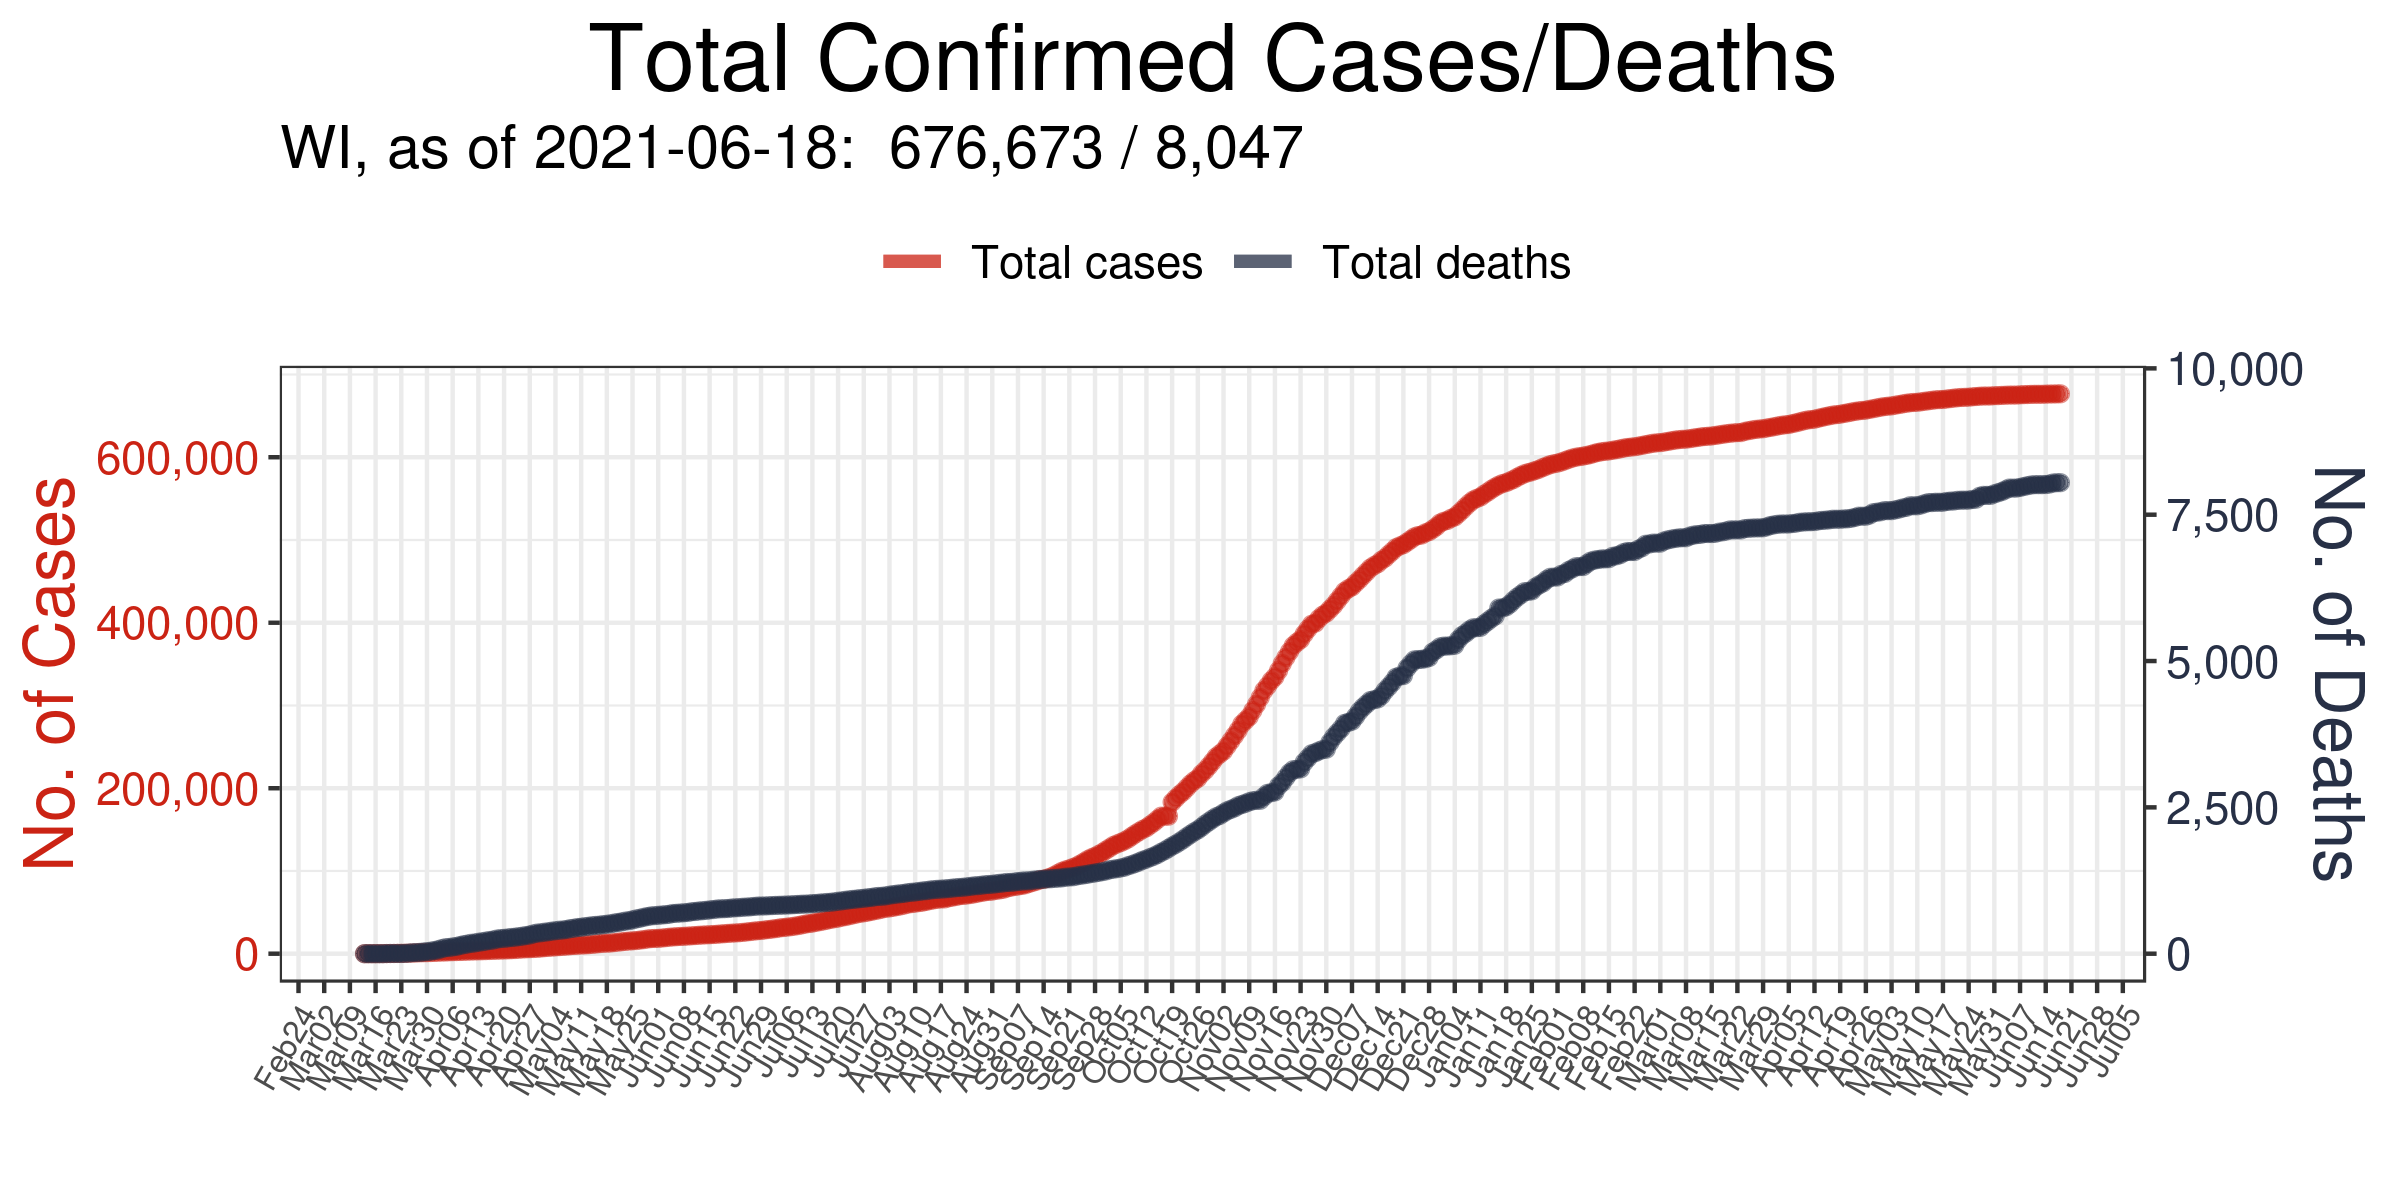 Total Confirmed Cases/Deaths
WI, as of 2021-06-18:  676,673 / 8,047
Total cases
Total deaths
No. of Cases
600,000
400,000
200,000
0
10,000
7,500
5,000
2,500
0
No. of Deaths
Feb24
Mar02
Mar09
Mar16
Mar23
Mar30
Apr06
Apr13
Apr20
Apr27
May04
May11
May18
May25
Jun01
Jun08
Jun15
Jun22
Jun29
Jul06
Jul13
Jul20
Jul27
Aug03
Aug10
Aug17
Aug24
Aug31
Sep07
Sep14
Sep21
Sep28
Oct05
Oct12
Oct19
Oct26
Nov02
Nov09
Nov16
Nov23
Nov30
Dec07
Dec14
Dec21
Dec28
Jan04
Jan11
Jan18
Jan25
Feb01
Feb08
Feb15
Feb22
Mar01
Mar08
Mar15
Mar22
Mar29
Apr05
Apr12
Apr19
Apr26
May03
May10
May17
May24
May31
Jun07
Jun14
Jun21
Jun28
Jul05